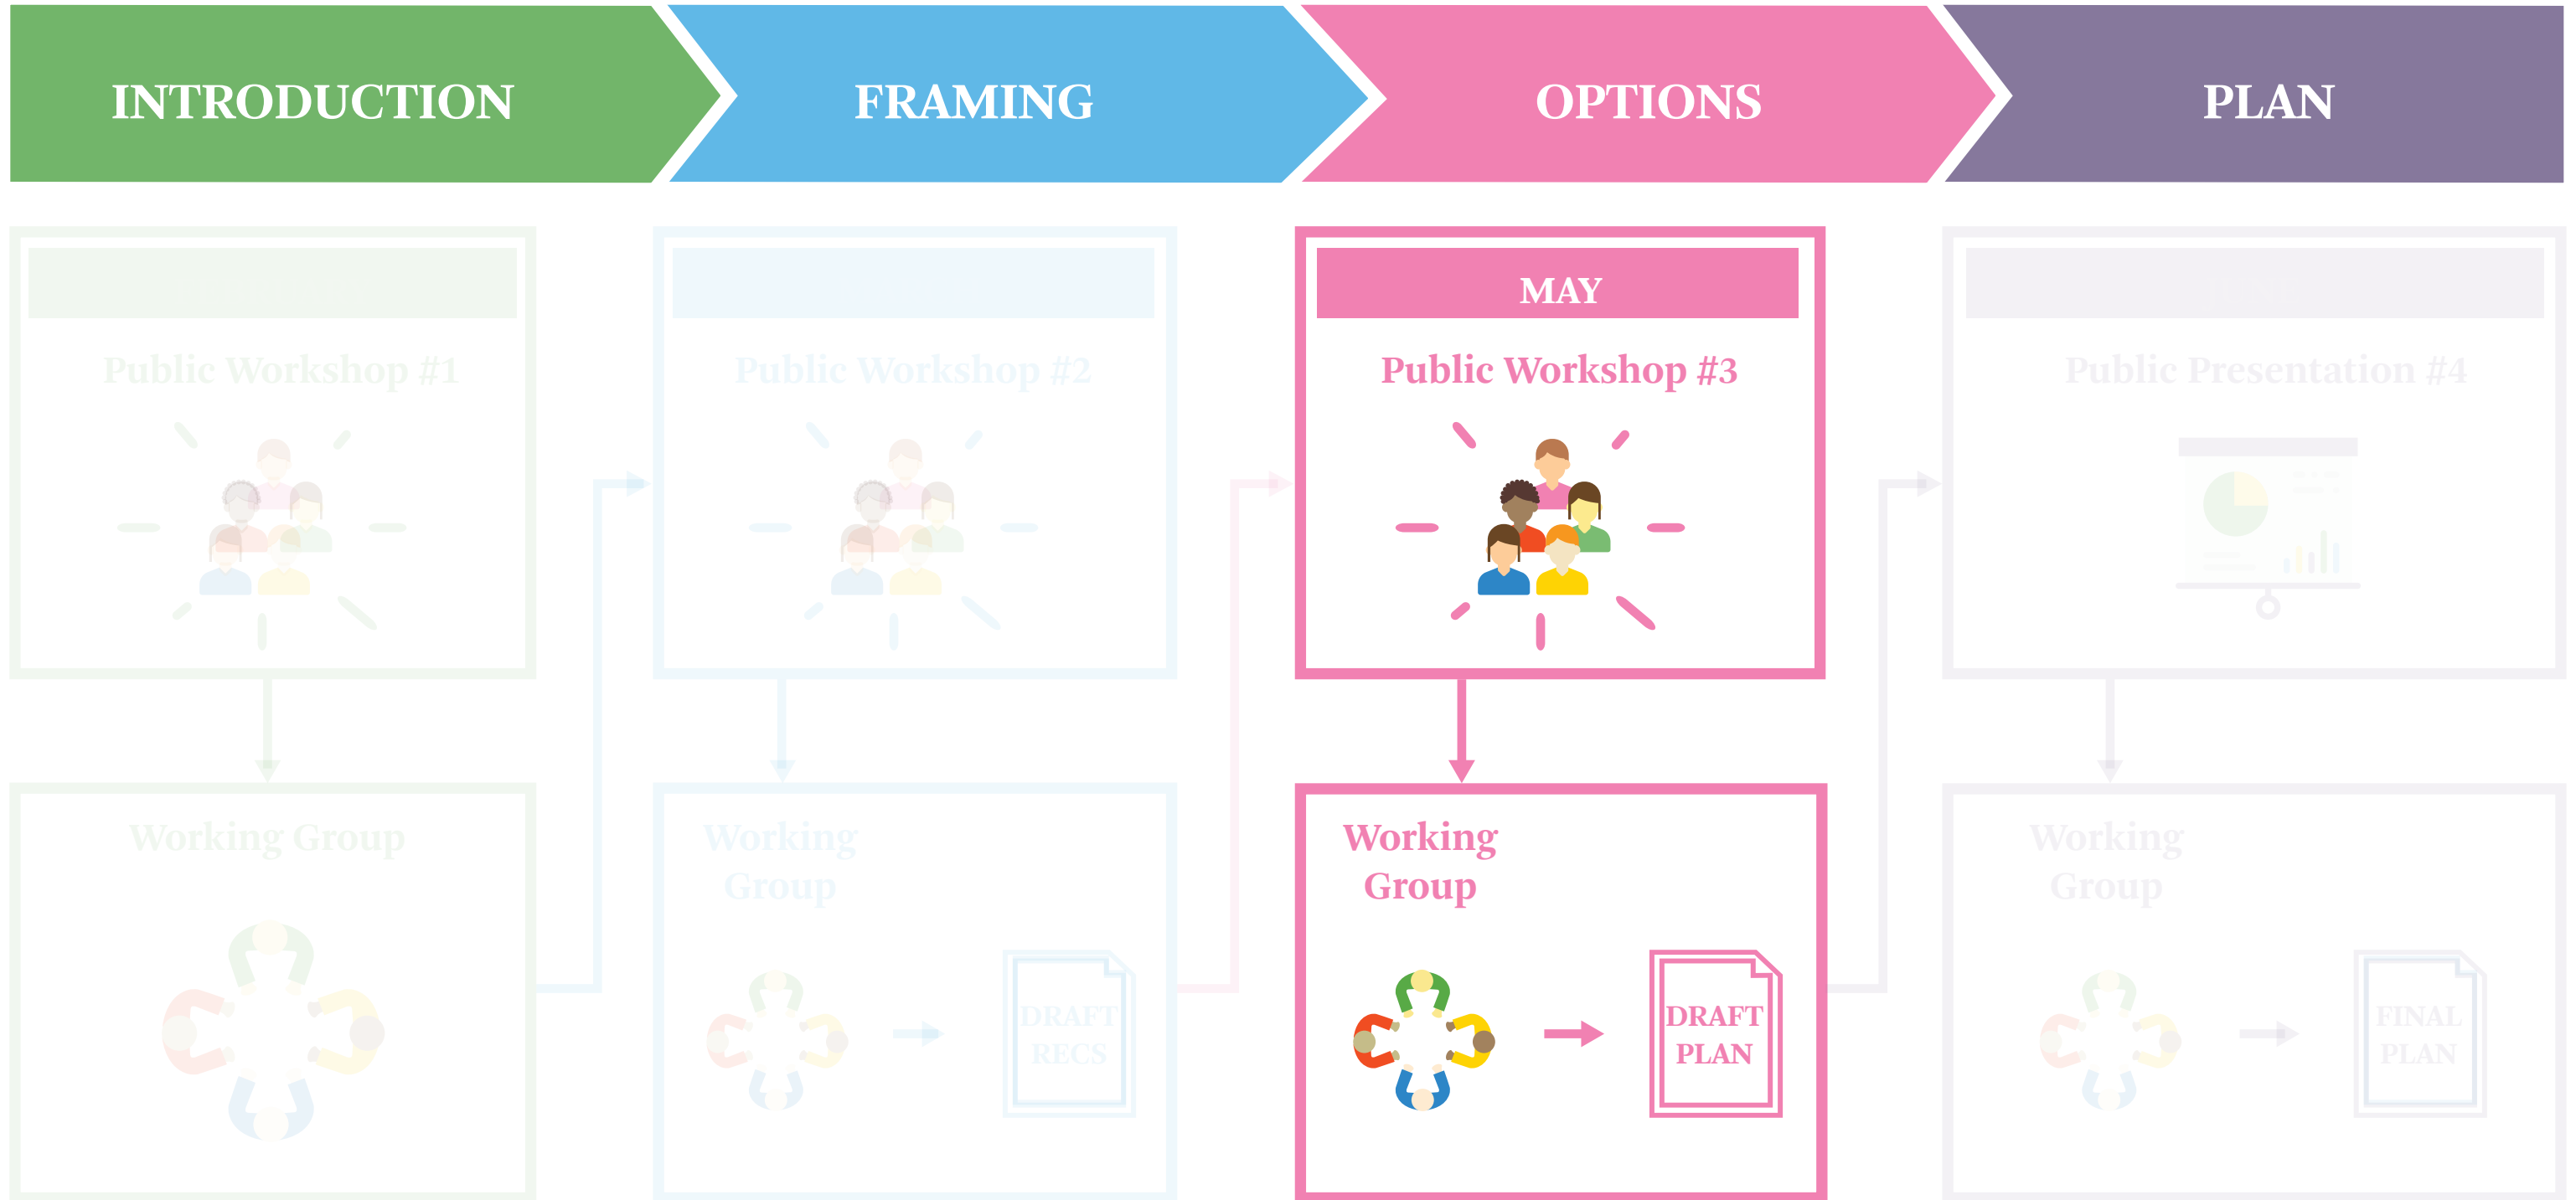 INTRODUCTION
FRAMING
OPTIONS
PLAN
Public Workshop #1
Public Workshop #2
MAY
Public Workshop #3
Public Presentation #4
Working Group
Working
Group
DRAFT
RECS
Working
Group
DRAFT
PLAN
Working
Group
FINAL
PLAN